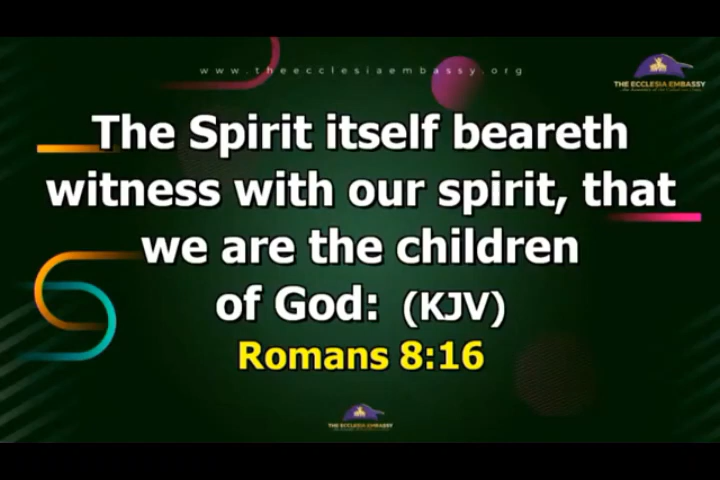 www.theecclesiaembassy.org
THE ECCLESIA EMBASSY
The Spirit itself beareth
witness with our spirit, that
we are the children
of God: (KJV)
Romans 8:16
THE ECCLESIA EMBASSY